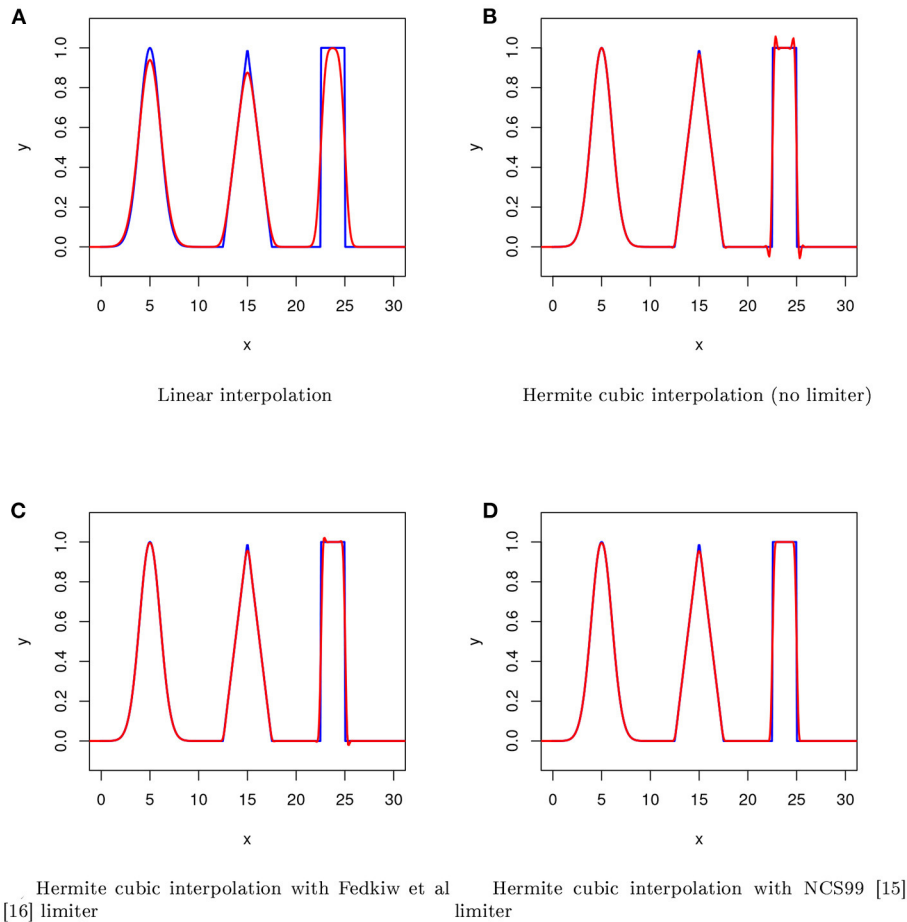 A
1.0
0.8
0.6
0.4
0.2
0.0
y
0 5 10 15 20 25 30
x
Linear interpolation
B
1.0
0.8
0.6
0.4
0.2
0.0
y
0 5 10 15 20 25 30
x
Hermite cubic interpolation (no limiter)
C
1.0
0.8
0.6
0.4
0.2
0.0
y
0 5 10 15 20 25 30
x
Hermite cubic interpolation with Fedkiw et al
[16] limiter
D
1.0
0.8
0.6
0.4
0.2
0.0
y
0 5 10 15 20 25 30
x
Hermite cubic interpolation with NCS99 [15]
limiter